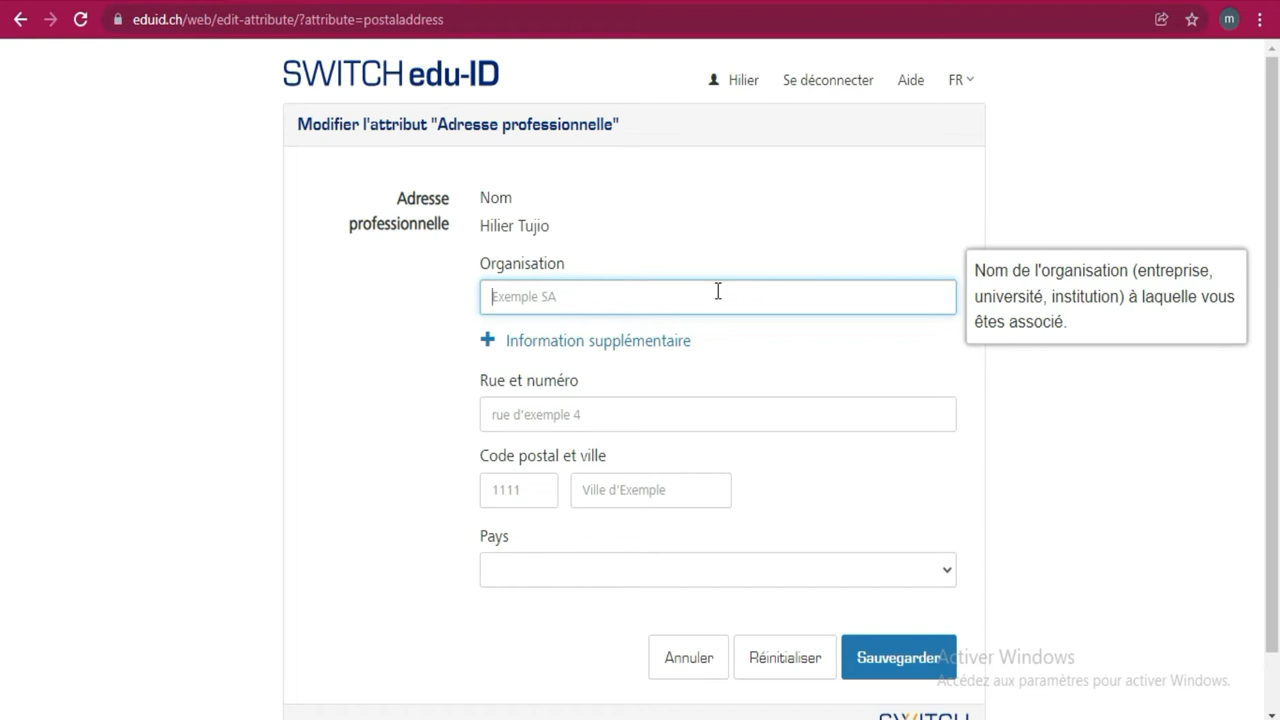 eduid.ch/web/edit-attribute/?attribute=postaladdress
m
SWITCH edu-ID
Hilier
Se déconnecter
Aide
FR
Modifier l'attribut "Adresse professionnelle"
Adresse
professionnelle
Nom
Hilier Tujio
Organisation
Exemple SA
Nom de l'organisation (entreprise,
université, institution) à laquelle vous
êtes associé.
Information supplémentaire
Rue et numéro
rue d'exemple 4
Code postal et ville
1111
Ville d'Exemple
Pays
Annuler
Réinitialiser
Sauvegarder
Activer Windows
Accédez aux paramètres pour activer Windows.
SWITCH